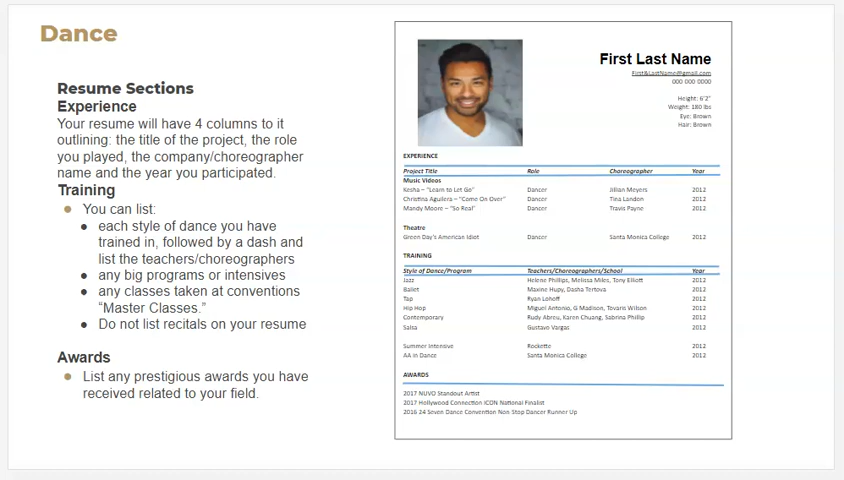 Dance
Resume Sections
Experience
Your resume will have 4 columns to it
outlining: the title of the project, the role
you played, the company/choreographer
name and the year you participated.
Training
You can list:
each style of dance you have
trained in, followed by a dash and
list the teachers/choreographers
any big programs or intensives
any classes taken at conventions
“Master Classes.”
Do not list recitals on your resume
Awards
List any prestigious awards you have
received related to your field.
First Last Name
First&LastName@gmail.com
000 000 0000
Height: 6’2”
Weight: 180 lbs
Eye: Brown
Hair: Brown
EXPERIENCE
Project Title Role Choreographer Year
Music Videos
Kesha – “Learn to Let Go” Dancer Jillian Meyers 2012
Christina Aguilera – “Come On Over” Dancer Tina Landon 2012
Mandy Moore – “So Real” Dancer Travis Payne 2012
Theatre
Green Day’s American Idiot Dancer Santa Monica College 2012
TRAINING
Style of Dance/Program Teachers/Choreographers/School Year
Jazz Helene Phillips, Melissa Miles, Tony Elliott 2012
Ballet Maxine Hupy, Dasha Tertova 2012
Tap Ryan Lohoff 2012
Hip Hop Miguel Antonio, G Madison, Tovaris Wilson 2012
Contemporary Rudy Abreu, Karen Chuang, Sabrina Phillip 2012
Salsa Gustavo Vargas 2012
Summer Intensive Rockette 2012
AA in Dance Santa Monica College 2012
AWARDS
2017 NUVO Standout Artist
2017 Hollywood Connection ICON National Finalist
2016 24 Seven Dance Convention Non-Stop Dancer Runner Up